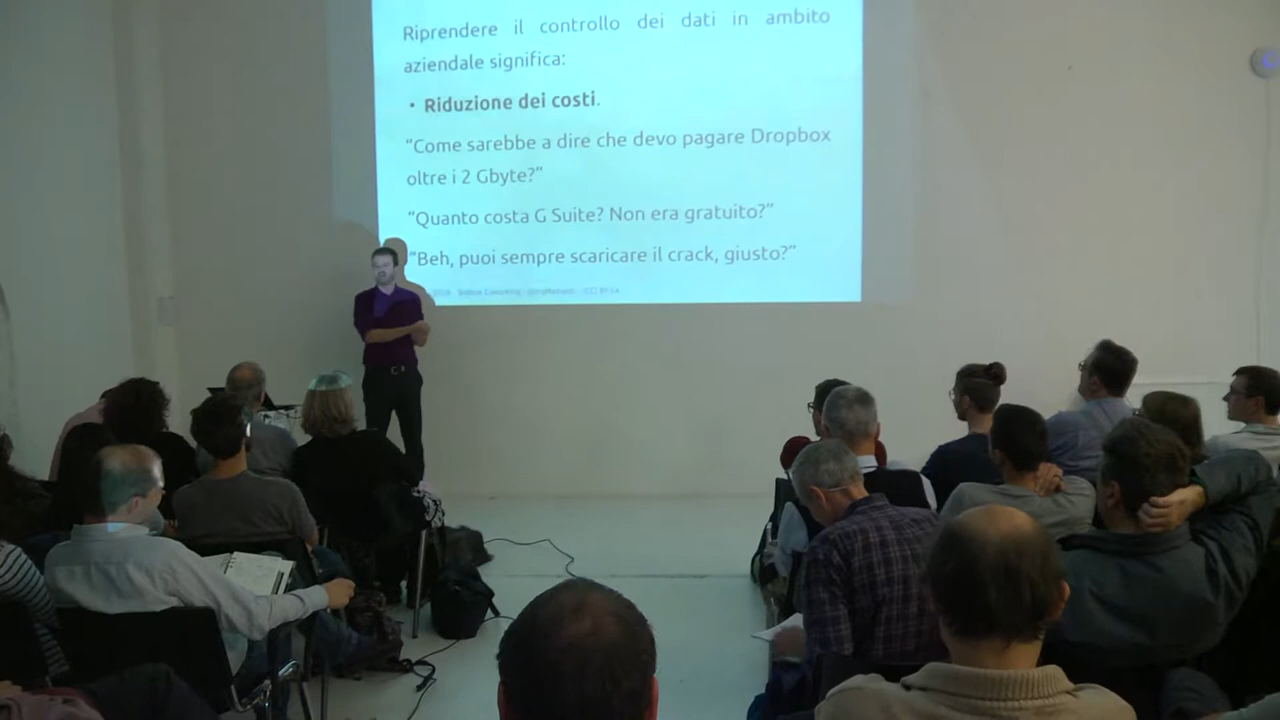 Riprendere il controllo dei dati in ambito
aziendale significa:
• Riduzione dei costi.
“Come sarebbe a dire che devo pagare Dropbox
oltre i 2 Gbyte?”
“Quanto costa G Suite? Non era gratuito?”
“Beh, puoi sempre scaricare il crack, giusto?”